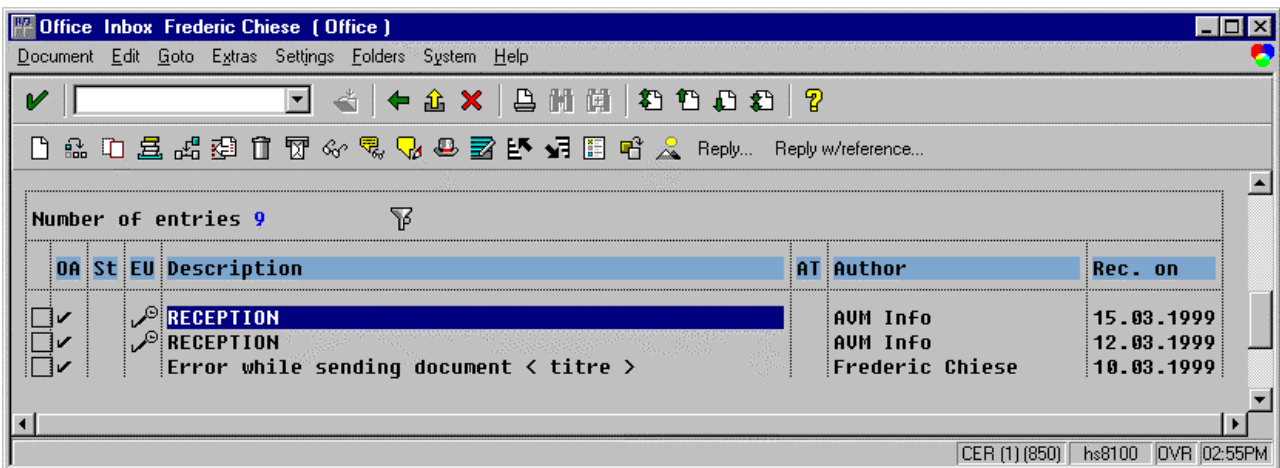 Office Inbox Frederic Chiese ( Office )
Document Edit Goto Extras Settings Folders System Help
Reply... Reply w/reference...
Number of entries 9
OA St EU Description AT Author Rec. on
RECEPTION AVM Info 15.03.1999
RECEPTION AVM Info 12.03.1999
Error while sending document < titre > Frederic Chiese 10.03.1999
CER (1) (850) hs8100 OVR 02:55PM